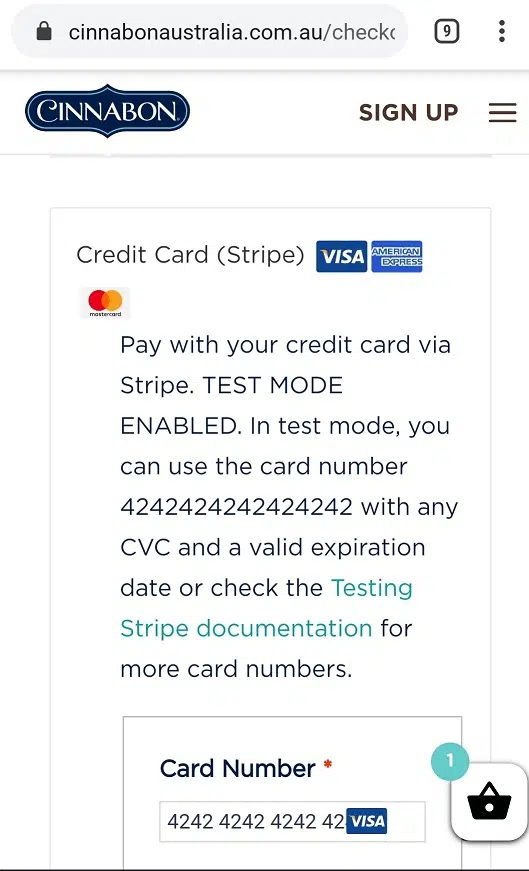 cinnabonaustralia.com.au/checko
9
CINNABON
SIGN UP
Credit Card (Stripe) VISA AMERICAN EXPRESS
mastercard
Pay with your credit card via
Stripe. TEST MODE
ENABLED. In test mode, you
can use the card number
4242424242424242 with any
CVC and a valid expiration
date or check the Testing
Stripe documentation for
more card numbers.
1
Card Number *
4242 4242 4242 42 VISA